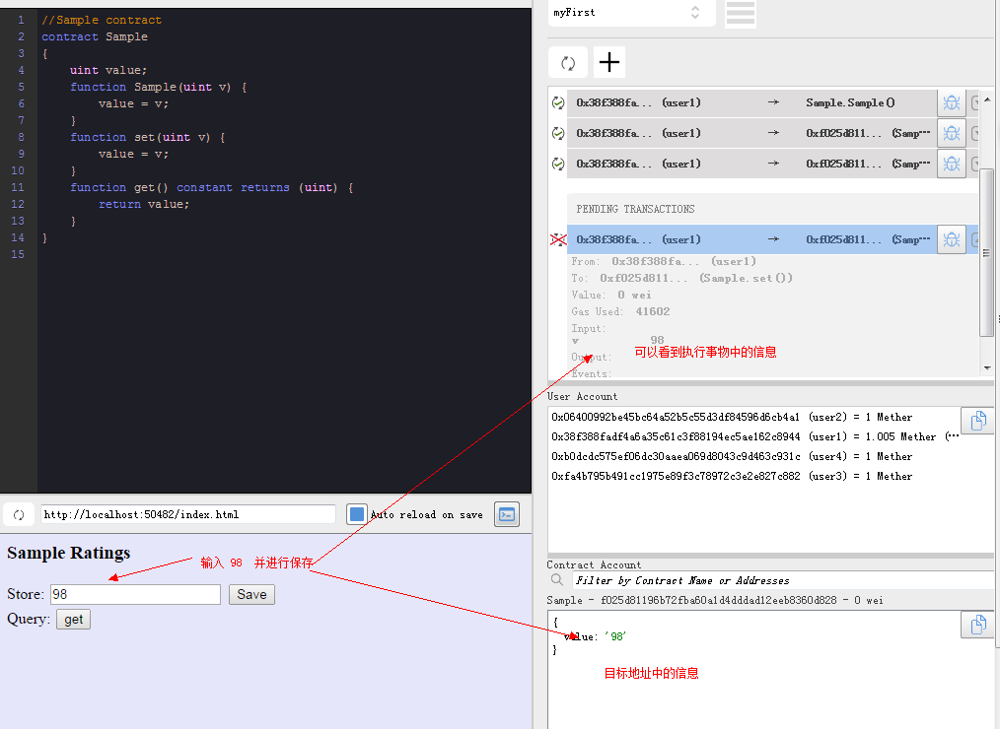 1 //Sample contract
2 contract Sample
3 {
4 uint value;
5 function Sample(uint v) {
6 value = v;
7 }
8 function set(uint v) {
9 value = v;
10 }
11 function get() constant returns (uint) {
12 return value;
13 }
14 }
15
http://localhost:50482/index.html
Auto reload on save
Sample Ratings
输入 98 并进行保存
Store: 98 Save
Query: get
myFirst
0x38f388fa... (user1) → Sample.Sample()
0x38f388fa... (user1) → 0xf025d811... (Samp···
0x38f388fa... (user1) → 0xf025d811... (Samp···
PENDING TRANSACTIONS
0x38f388fa... (user1) → 0xf025d811... (Samp···
From: 0x38f388fa... (user1)
To: 0xf025d811... (Sample.set())
Value: 0 wei
Gas Used: 41602
Input:
v 98
可以看到执行事物中的信息
Output:
Events:
User Account
0x06400992be45bc64a52b5c55d3df84596d6cb4a1 (user2) = 1 Mether
0x38f388fadf4a6a35c61c3f88194ec5ae162c8944 (user1) = 1.005 Mether (···
0xb0dcdc575ef06dc30aaea069d8043c9d463c931c (user4) = 1 Mether
0xfa4b795b491cc1975e89f3c78972c3e2e827c882 (user3) = 1 Mether
Contract Account
Filter by Contract Name or Addresses
Sample - f025d81196b72fba60a1d4dddad12eeb8360d828 - 0 wei
{
value: '98'
}
目标地址中的信息